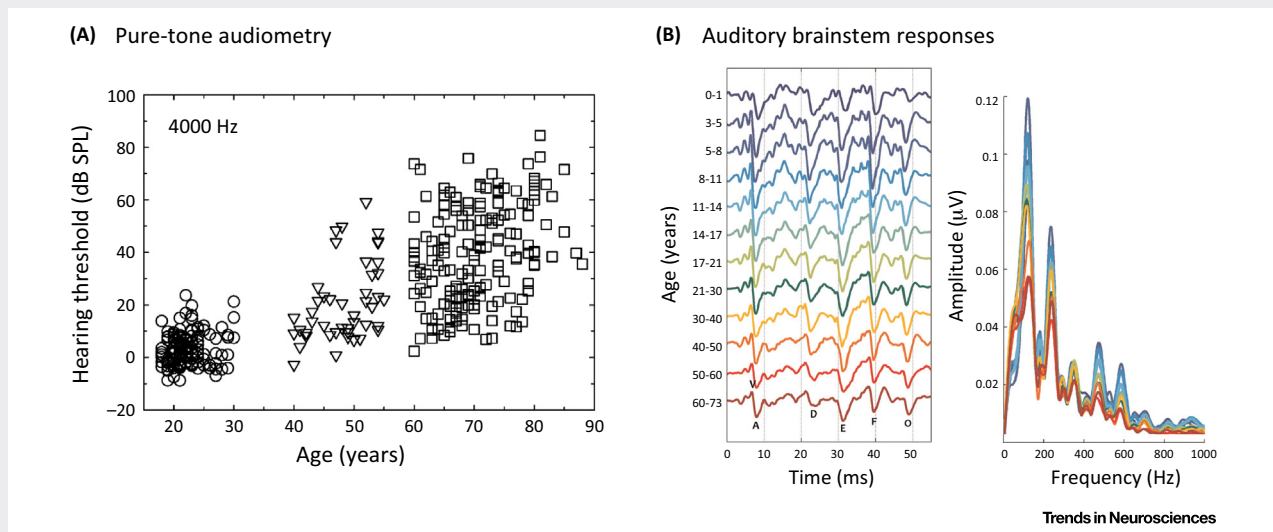 (A) Pure-tone audiometry
100
80
60
40
20
0
–20
4000 Hz
Hearing threshold (dB SPL)
20 30 40 50 60 70 80 90
Age (years)
(B) Auditory brainstem responses
Age (years)
0-1
3-5
5-8
8-11
11-14
14-17
17-21
21-30
30-40
40-50
50-60
60-73
V
A D E F O
0 10 20 30 40 50
Time (ms)
Amplitude (μV)
0.12
0.1
0.08
0.06
0.04
0.02
0 200 400 600 800 1000
Frequency (Hz)
Trends in Neurosciences